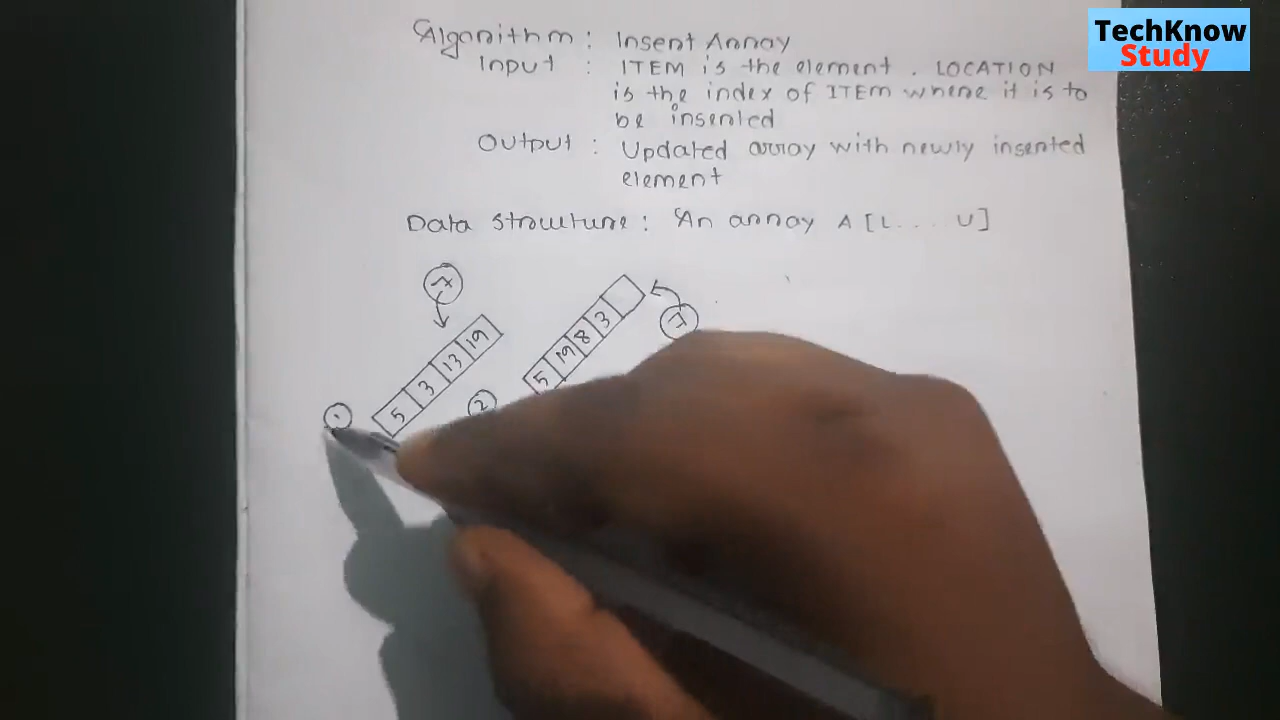 TechKnow
Study
Algorithm : Insert Array
Input : ITEM is the element . LOCATION
is the index of ITEM where it is to
be inserted
Output : Updated array with newly inserted
element
Data structure : An array A [L... U]
7
5 3 13 19
1
5 19 8 3
7
2